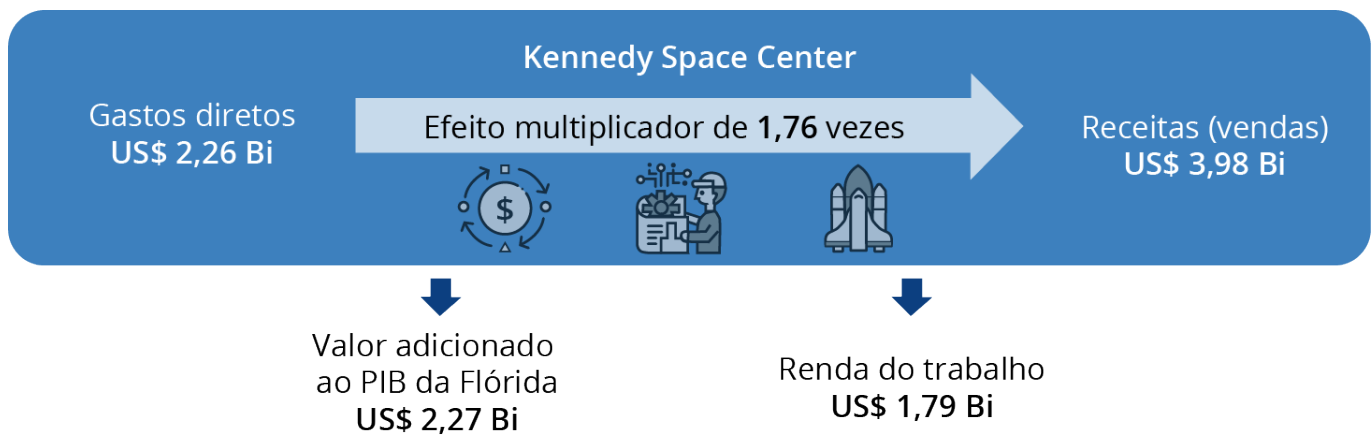 Kennedy Space Center
Gastos diretos
US$ 2,26 Bi
Efeito multiplicador de 1,76 vezes
Receitas (vendas)
US$ 3,98 Bi
$
Valor adicionado
ao PIB da Flórida
US$ 2,27 Bi
Renda do trabalho
US$ 1,79 Bi